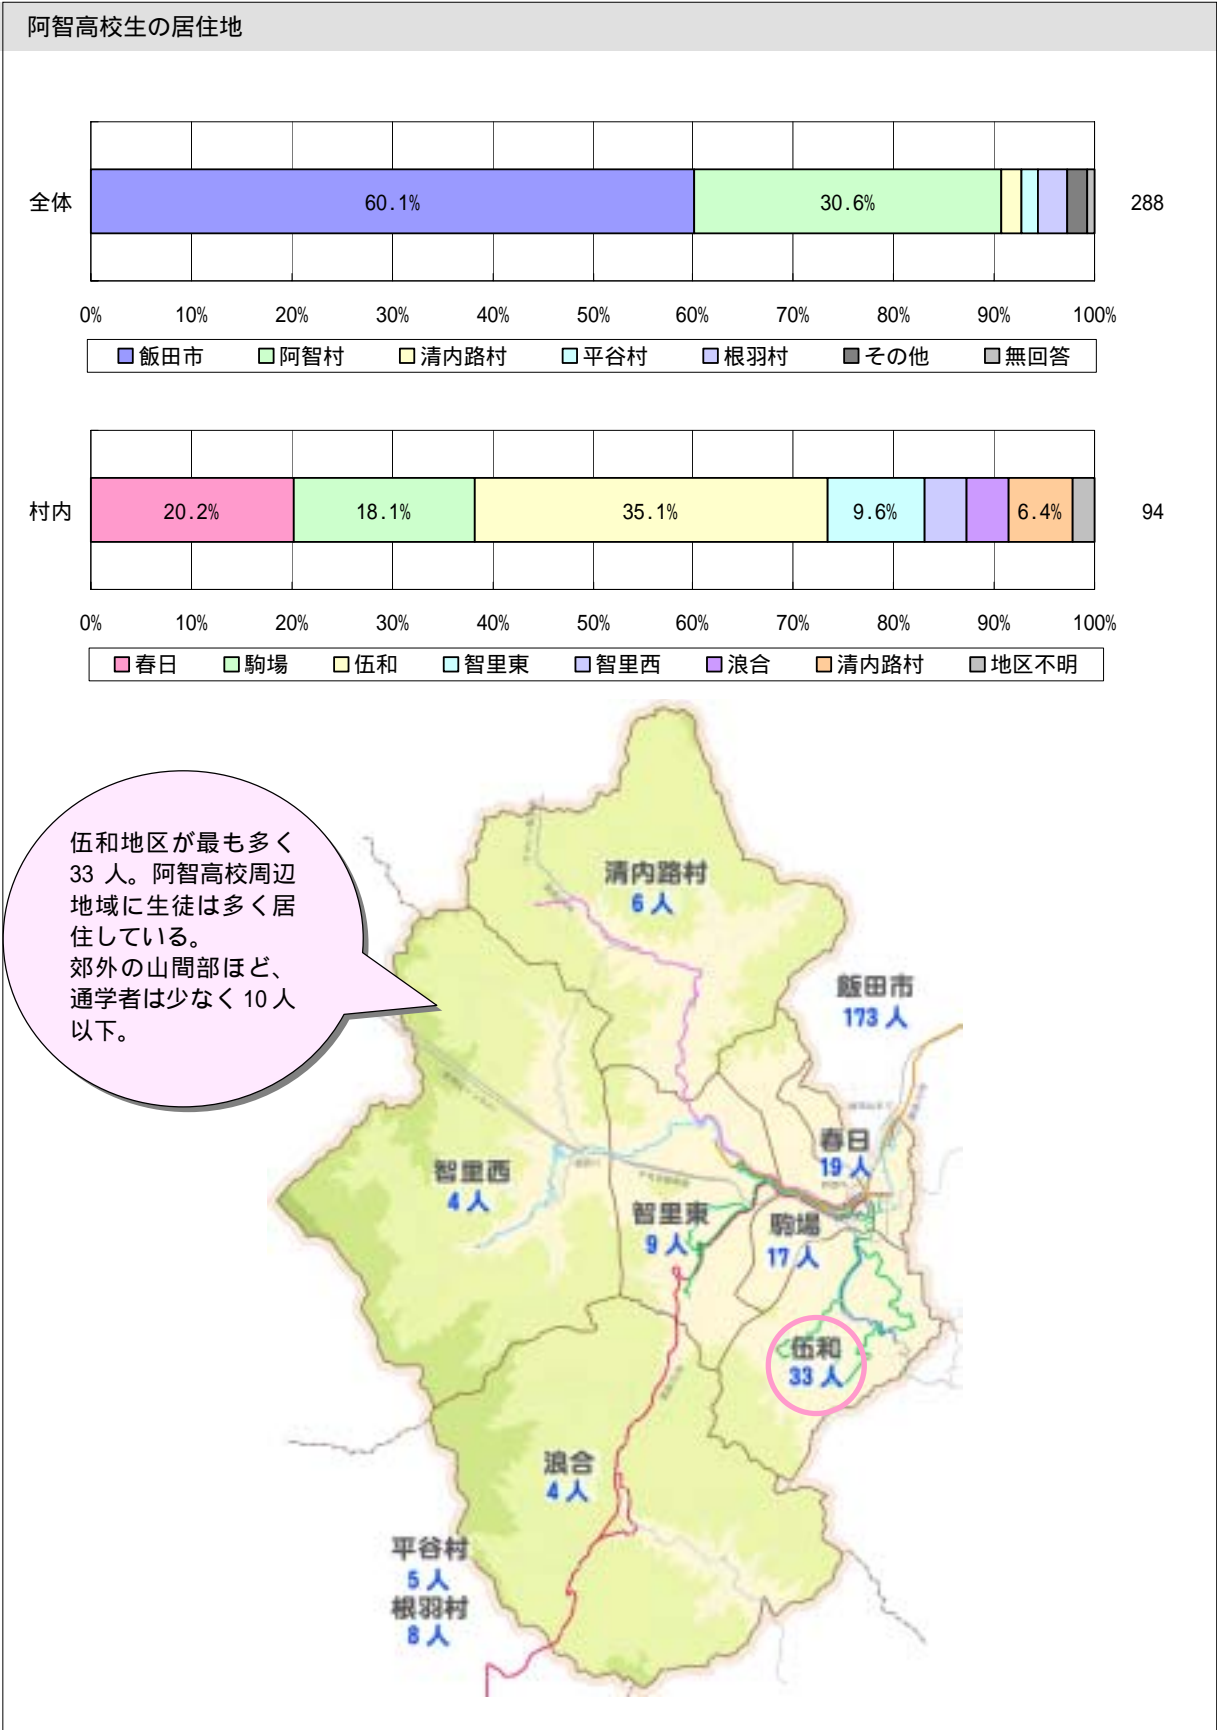 阿智高校生の居住地
全体
60.1%
30.6%
288
0% 10% 20% 30% 40% 50% 60% 70% 80% 90% 100%
飯田市 阿智村 清内路村 平谷村 根羽村 その他 無回答
村内
20.2%
18.1%
35.1%
9.6%
6.4%
94
0% 10% 20% 30% 40% 50% 60% 70% 80% 90% 100%
春日 駒場 伍和 智里東 智里西 浪合 清内路村 地区不明
伍和地区が最も多く
33 人。阿智高校周辺
地域に生徒は多く居
住している。
郊外の山間部ほど、
通学者は少なく 10 人
以下。
清内路村
6 人
飯田市
173 人
春日
19 人
智里西
4 人
智里東
9 人
駒場
17 人
伍和
33 人
浪合
4 人
平谷村
5 人
根羽村
8 人